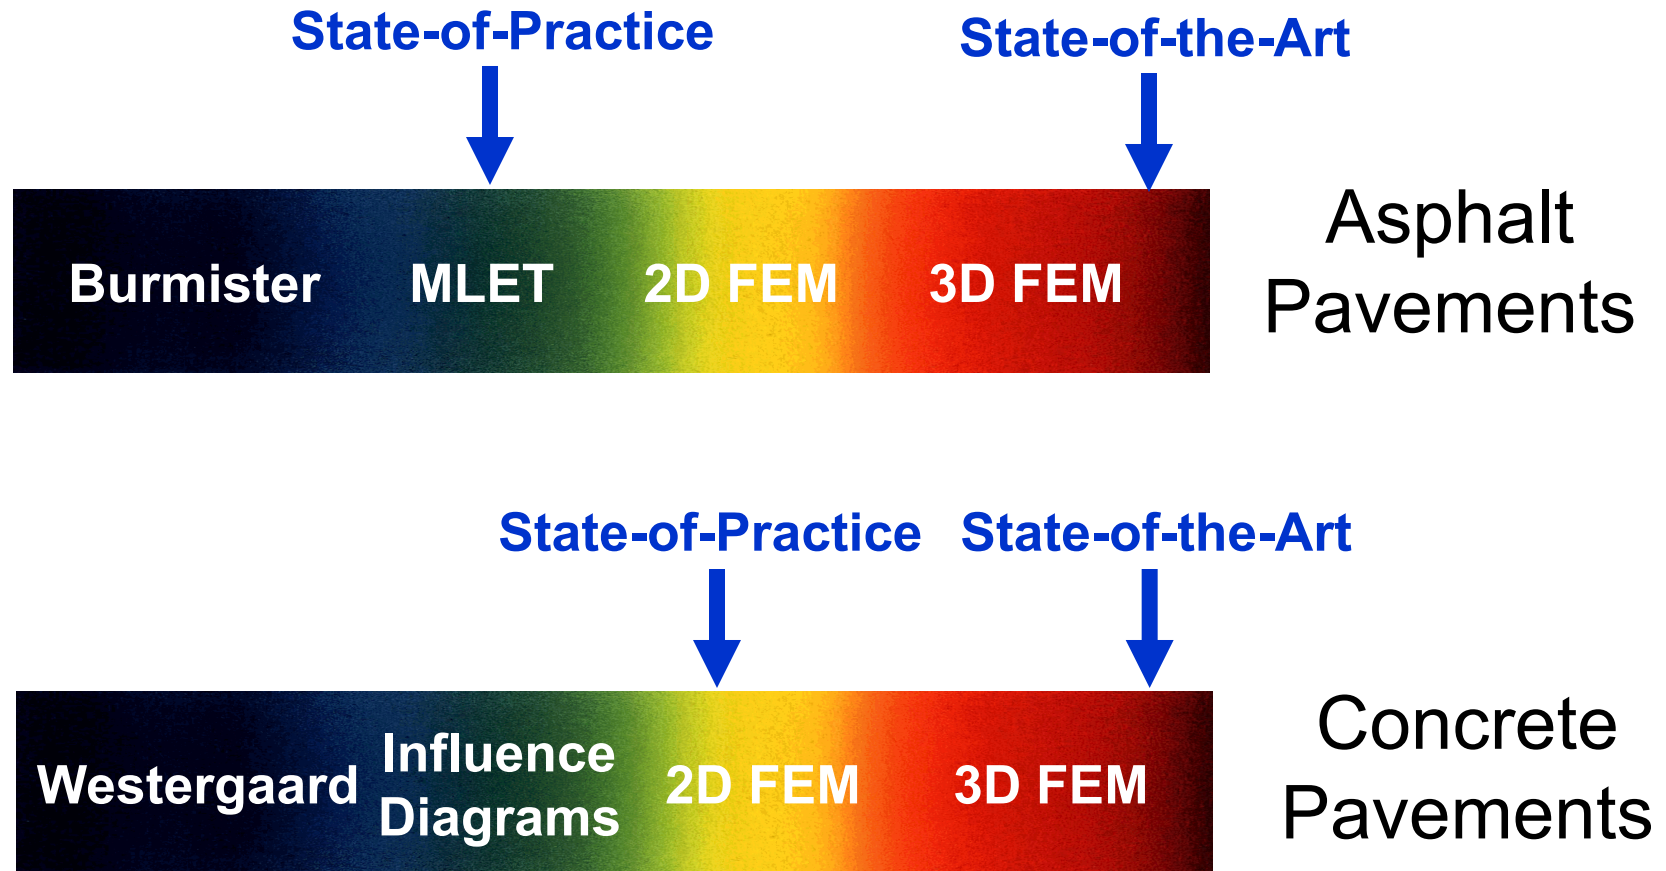 State-of-Practice
State-of-the-Art
Burmister
MLET
2D FEM
3D FEM
Asphalt
Pavements
State-of-Practice
State-of-the-Art
Westergaard
Influence
Diagrams
2D FEM
3D FEM
Concrete
Pavements